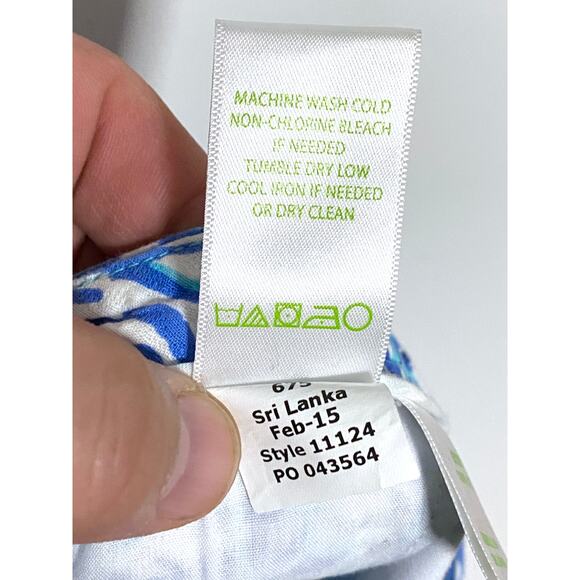 MACHINE WASH COLD
NON-CHLORINE BLEACH
IF NEEDED
TUMBLE DRY LOW
COOL IRON IF NEEDED
OR DRY CLEAN
Sri Lanka
Feb-15
Style 11124
PO 043564